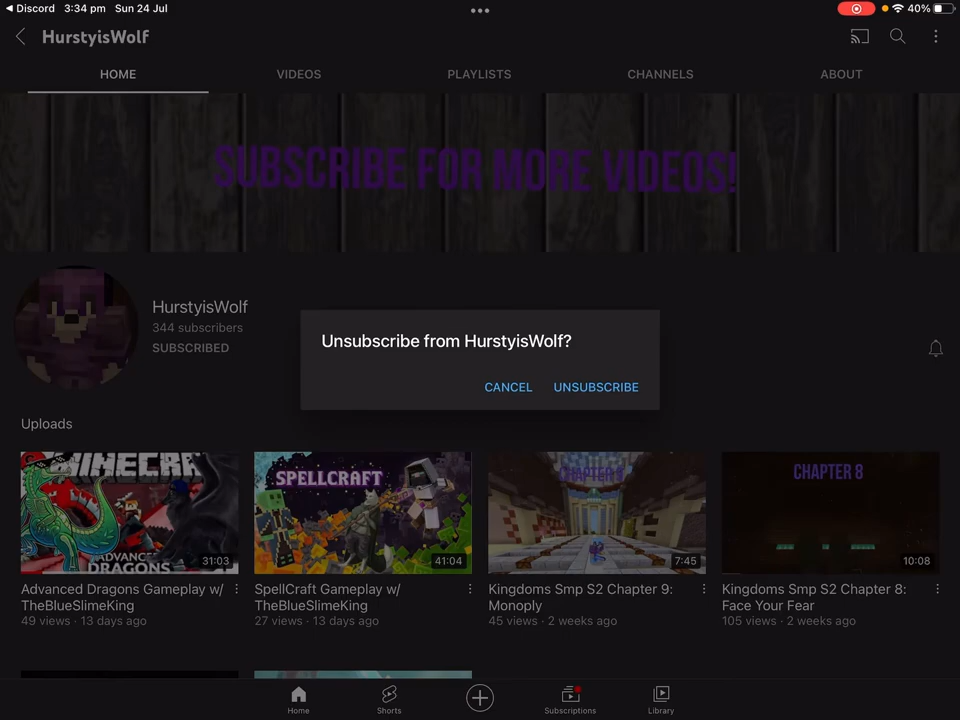 Discord 3:34 pm Sun 24 Jul 40%
HurstyisWolf
HOME VIDEOS PLAYLISTS CHANNELS ABOUT
SUBSCRIBE FOR MORE VIDEOS!
HurstyisWolf
344 subscribers
SUBSCRIBED
Unsubscribe from HurstyisWolf?
CANCEL UNSUBSCRIBE
Uploads
MINECRAFT
ADVANCED
DRAGONS
31:03
SPELLCRAFT
41:04
CHAPTER 9
7:45
CHAPTER 8
10:08
Advanced Dragons Gameplay w/
TheBlueSlimeKing
49 views · 13 days ago
SpellCraft Gameplay w/
TheBlueSlimeKing
27 views · 13 days ago
Kingdoms Smp S2 Chapter 9:
Monoply
45 views · 2 weeks ago
Kingdoms Smp S2 Chapter 8:
Face Your Fear
105 views · 2 weeks ago
Home Shorts Subscriptions Library